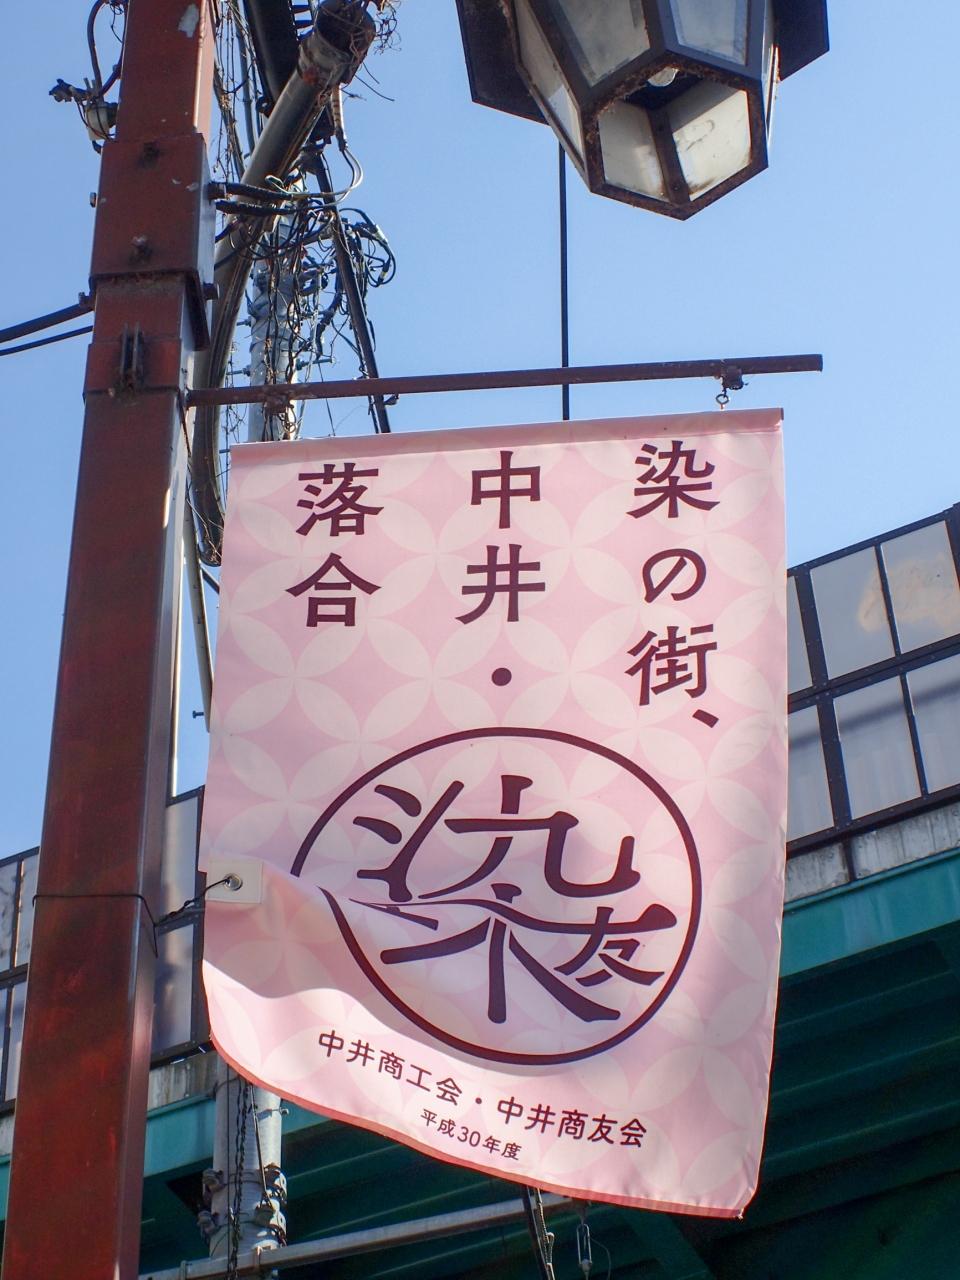 染の街、
中井・
落合
染
友
中井商工会・中井商友会
平成30年度